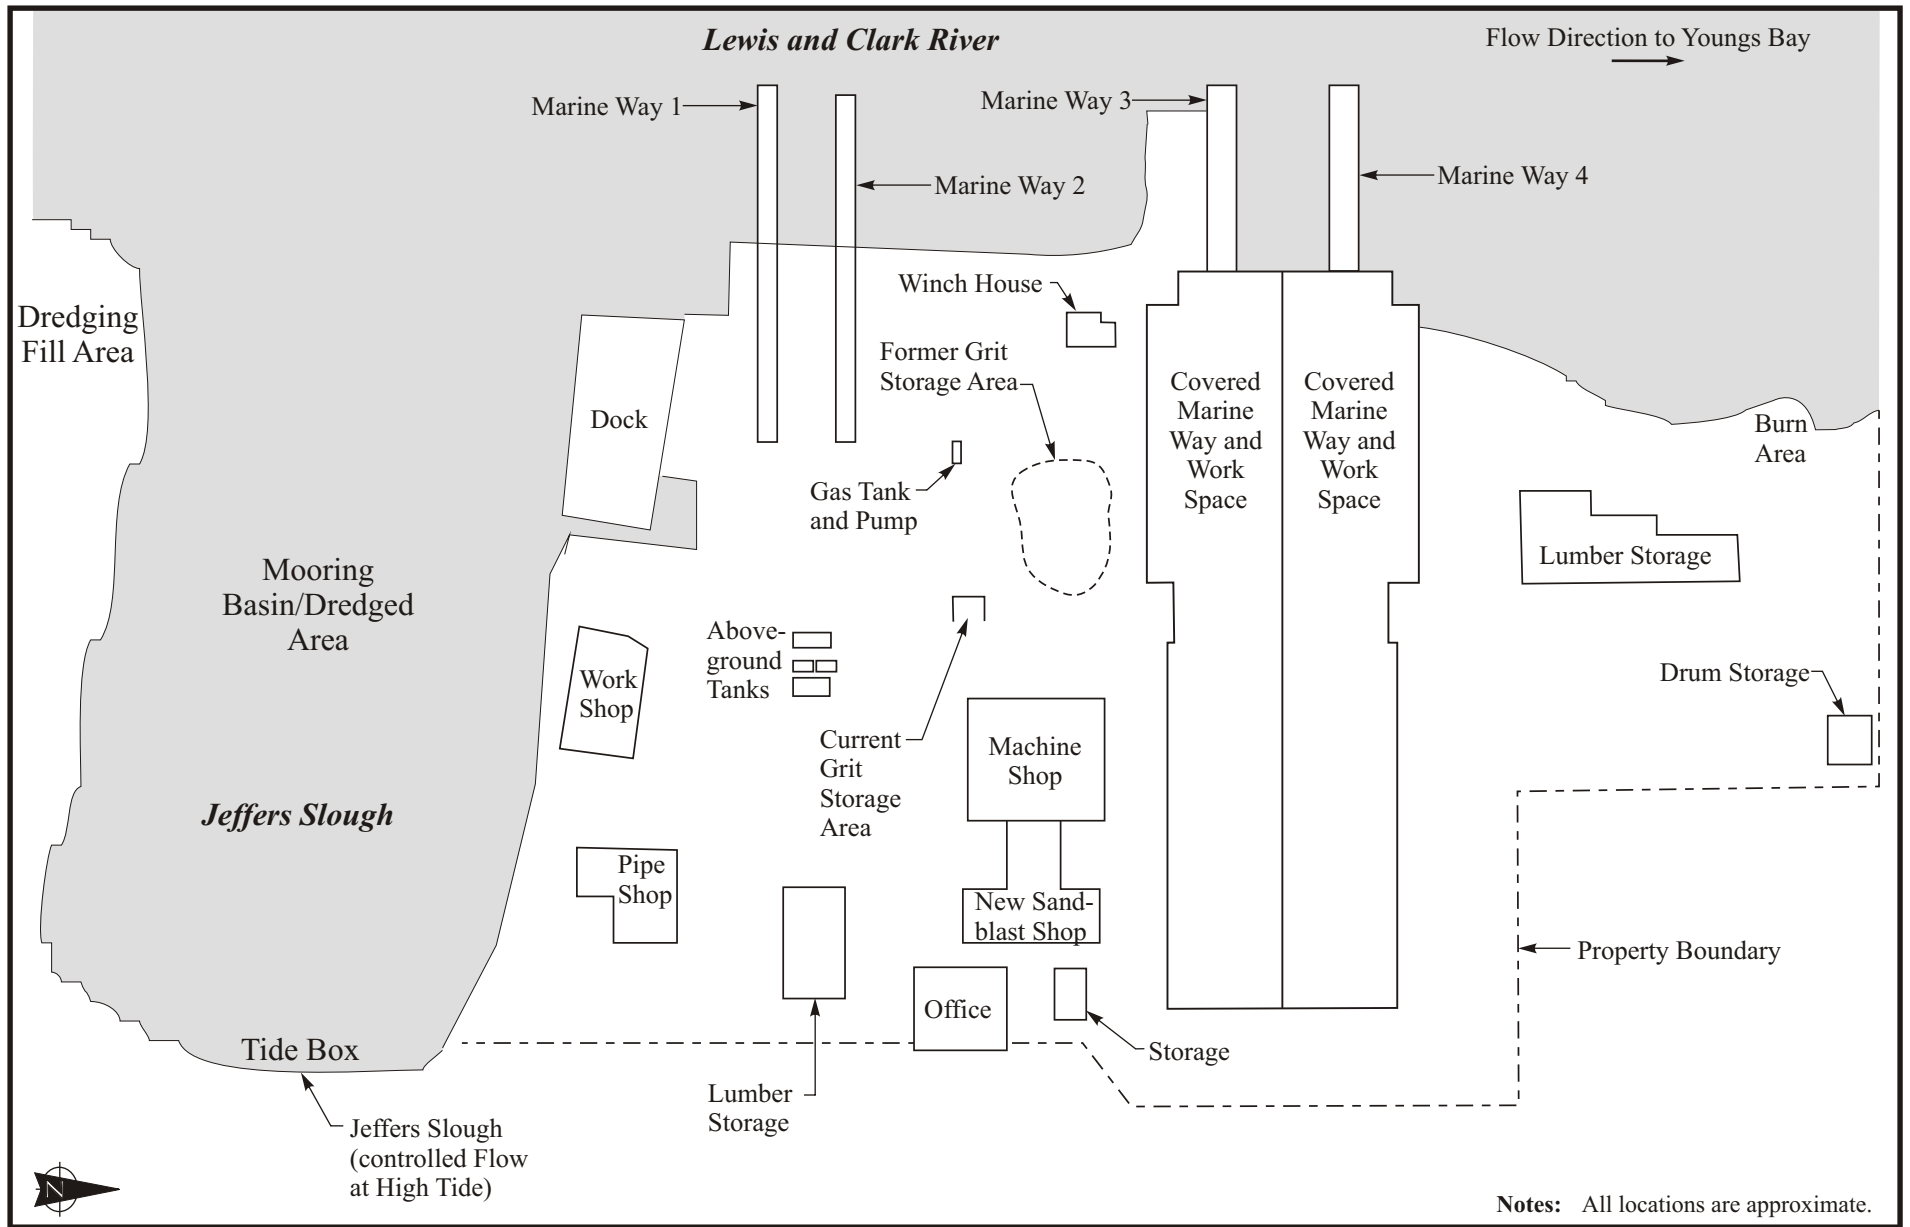 Lewis and Clark River
Flow Direction to Youngs Bay
Marine Way 1
Marine Way 3
Marine Way 2
Marine Way 4
Winch House
Dredging
Fill Area
Former Grit
Storage Area
Dock
Covered
Marine
Way and
Work
Space
Covered
Marine
Way and
Work
Space
Burn
Area
Gas Tank
and Pump
Lumber Storage
Mooring
Basin/Dredged
Area
Above-
ground
Tanks
Work
Shop
Drum Storage
Current
Grit
Storage
Area
Machine
Shop
Jeffers Slough
Pipe
Shop
New Sand-
blast Shop
Property Boundary
Office
Tide Box
Storage
Lumber
Storage
Jeffers Slough
(controlled Flow
at High Tide)
N
Notes: All locations are approximate.